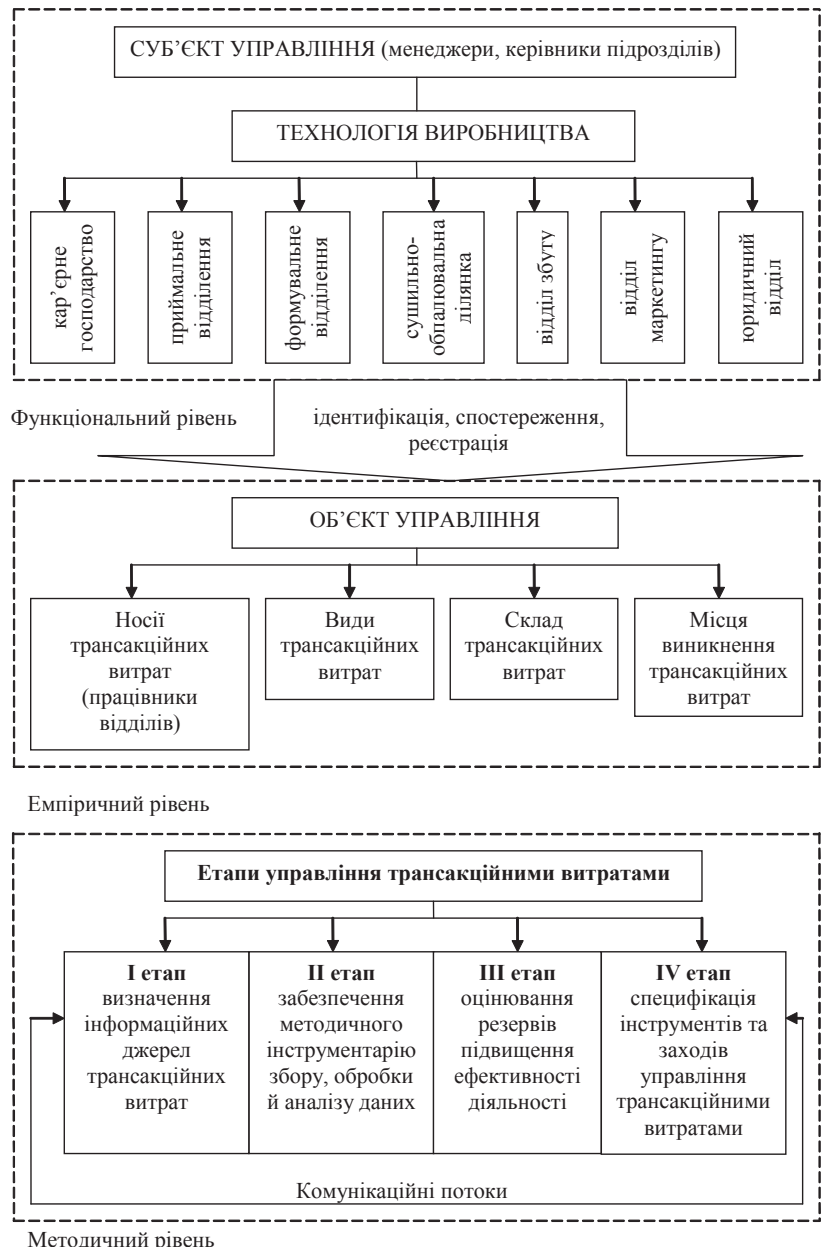 СУБ’ЄКТ УПРАВЛІННЯ (менеджери, керівники підрозділів)
ТЕХНОЛОГІЯ ВИРОБНИЦТВА
кар’єрне
господарство
приймальне
відділення
формувальне
відділення
сушильно-
обпалювальна
ділянка
відділ збуту
відділ
маркетингу
юридичний
відділ
Функціональний рівень
ідентифікація, спостереження,
реєстрація
ОБ’ЄКТ УПРАВЛІННЯ
Носії
трансакційних
витрат
(працівники
відділів)
Види
трансакційних
витрат
Склад
трансакційних
витрат
Місця
виникнення
трансакційних
витрат
Емпіричний рівень
Етапи управління трансакційними витратами
I етап
визначення
інформаційних
джерел
трансакційних
витрат
II етап
забезпечення
методичного
інструментарію
збору, обробки
й аналізу даних
III етап
оцінювання
резервів
підвищення
ефективності
діяльності
IV етап
специфікація
інструментів та
заходів
управління
трансакційними
витратами
Комунікаційні потоки
Методичний рівень